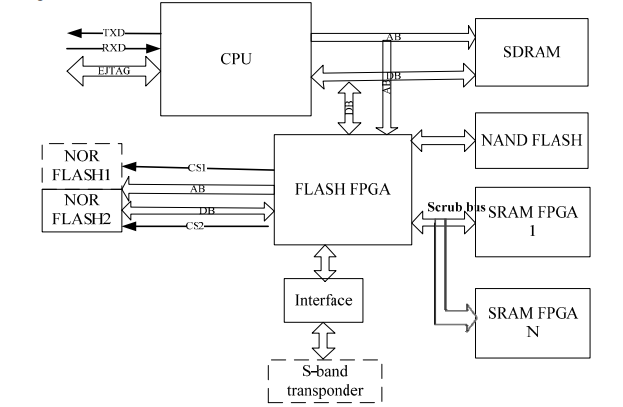 TXD
RXD
EJTAG
CPU
AB
DB
SDRAM
DB
AB
NAND FLASH
NOR
FLASH1
NOR
FLASH2
CS1
AB
DB
CS2
FLASH FPGA
Scrub bus
SRAM FPGA
1
SRAM FPGA
N
Interface
S-band
transponder